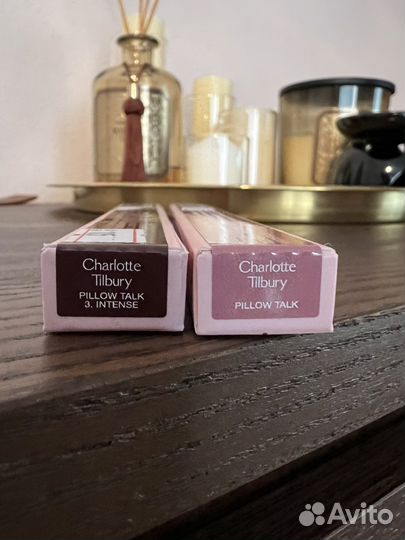 Charlotte
Tilbury
PILLOW TALK
3. INTENSE
Charlotte
Tilbury
PILLOW TALK
Avito